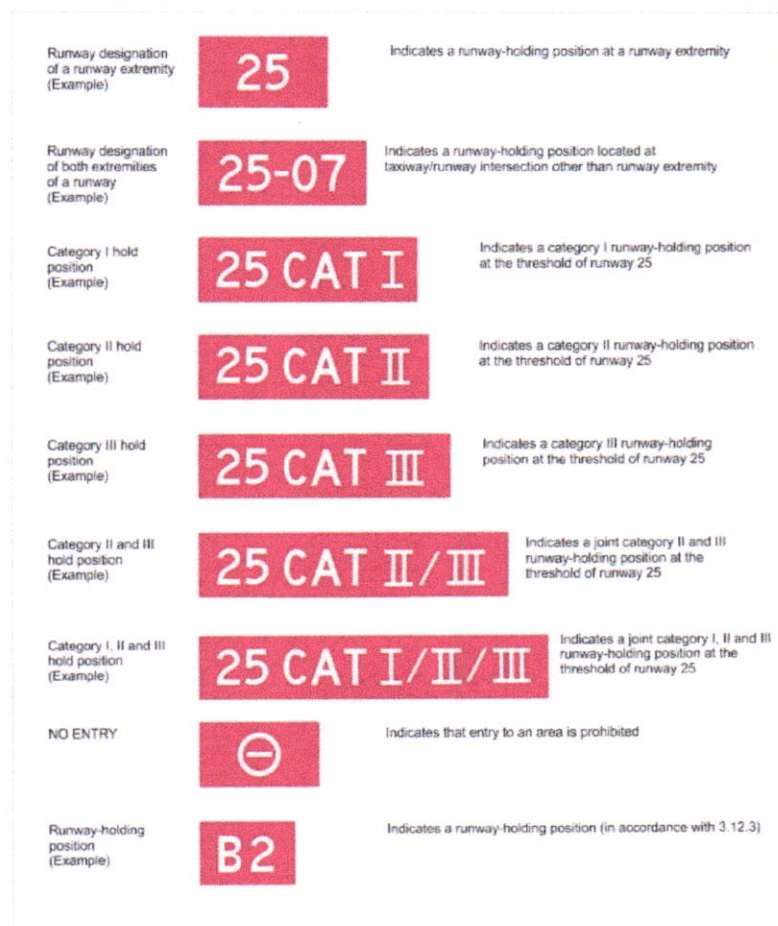 Runway designation
of a runway extremity
(Example)
25
Indicates a runway-holding position at a runway extremity
Runway designation
of both extremities
of a runway
(Example)
25-07
Indicates a runway-holding position located at
taxiway/runway intersection other than runway extremity
Category I hold
position
(Example)
25 CAT I
Indicates a category I runway-holding position
at the threshold of runway 25
Category II hold
position
(Example)
25 CAT II
Indicates a category II runway-holding position
at the threshold of runway 25
Category III hold
position
(Example)
25 CAT III
Indicates a category III runway-holding
position at the threshold of runway 25
Category II and III
hold position
(Example)
25 CAT II/III
Indicates a joint category II and III
runway-holding position at the
threshold of runway 25
Category I, II and III
hold position
(Example)
25 CAT I/II/III
Indicates a joint category I, II and III
runway-holding position at the
threshold of runway 25
NO ENTRY
Indicates that entry to an area is prohibited
Runway-holding
position
(Example)
B2
Indicates a runway-holding position (in accordance with 3.12.3)